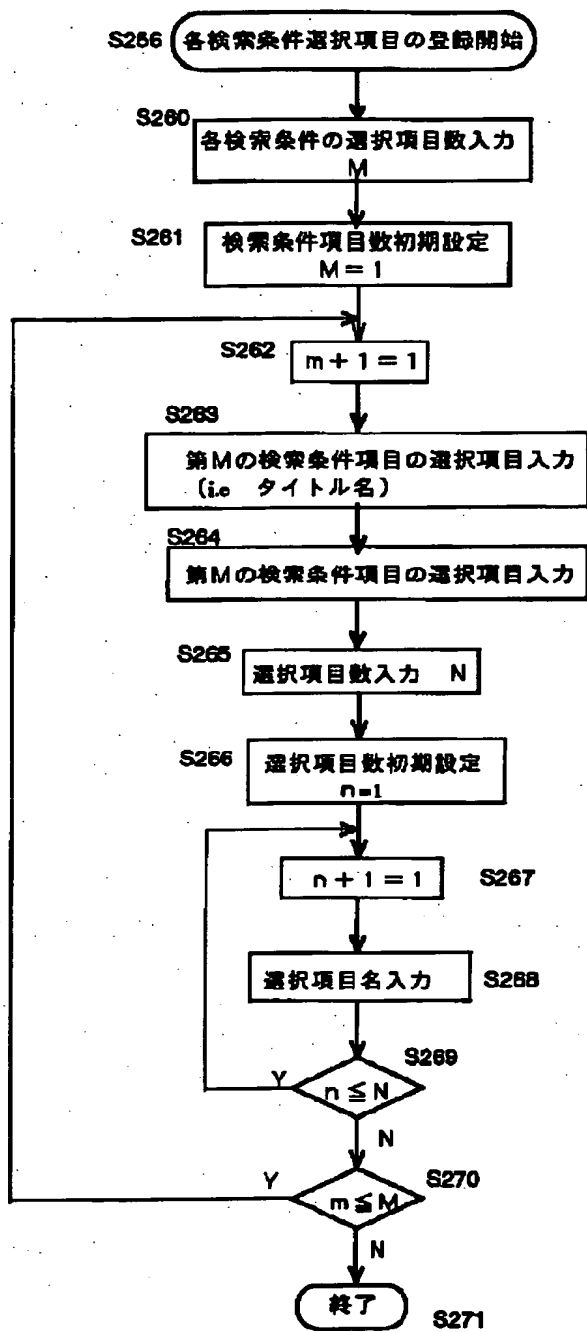 S256 各検索条件選択項目の登録開始
S260
各検索条件の選択項目数入力
M
S261
検索条件項目数初期設定
M=1
S262
m+1=1
S263
第Mの検索条件項目の選択項目入力
(i.e タイトル名)
S264
第Mの検索条件項目の選択項目入力
S265
選択項目数入力 N
S266
選択項目数初期設定
n=1
n+1=1
S267
選択項目名入力
S268
S269
Y
n≦N
N
Y
S270
m≦M
N
終了
S271